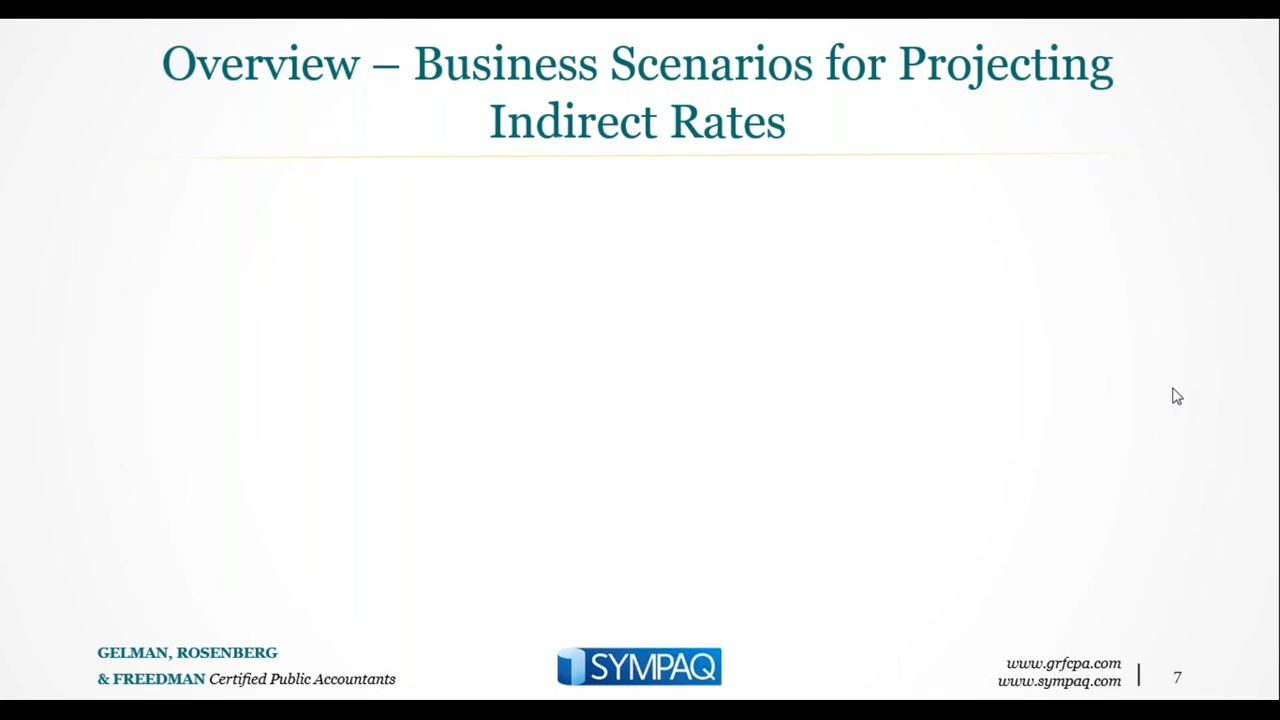 Overview – Business Scenarios for Projecting
Indirect Rates
GELMAN, ROSENBERG
& FREEDMAN Certified Public Accountants
SYMPAQ
www.grfcpa.com
www.sympaq.com
7